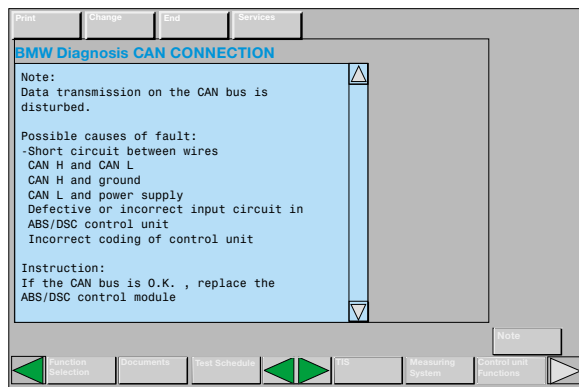 Print Change End Services
BMW Diagnosis CAN CONNECTION
Note:
Data transmission on the CAN bus is
disturbed.
Possible causes of fault:
-Short circuit between wires
CAN H and CAN L
CAN H and ground
CAN L and power supply
Defective or incorrect input circuit in
ABS/DSC control unit
Incorrect coding of control unit
Instruction:
If the CAN bus is O.K. , replace the
ABS/DSC control module
Note
Function
Selection
Documents
Test Schedule
TIS
Measuring
System
Control unit
Functions